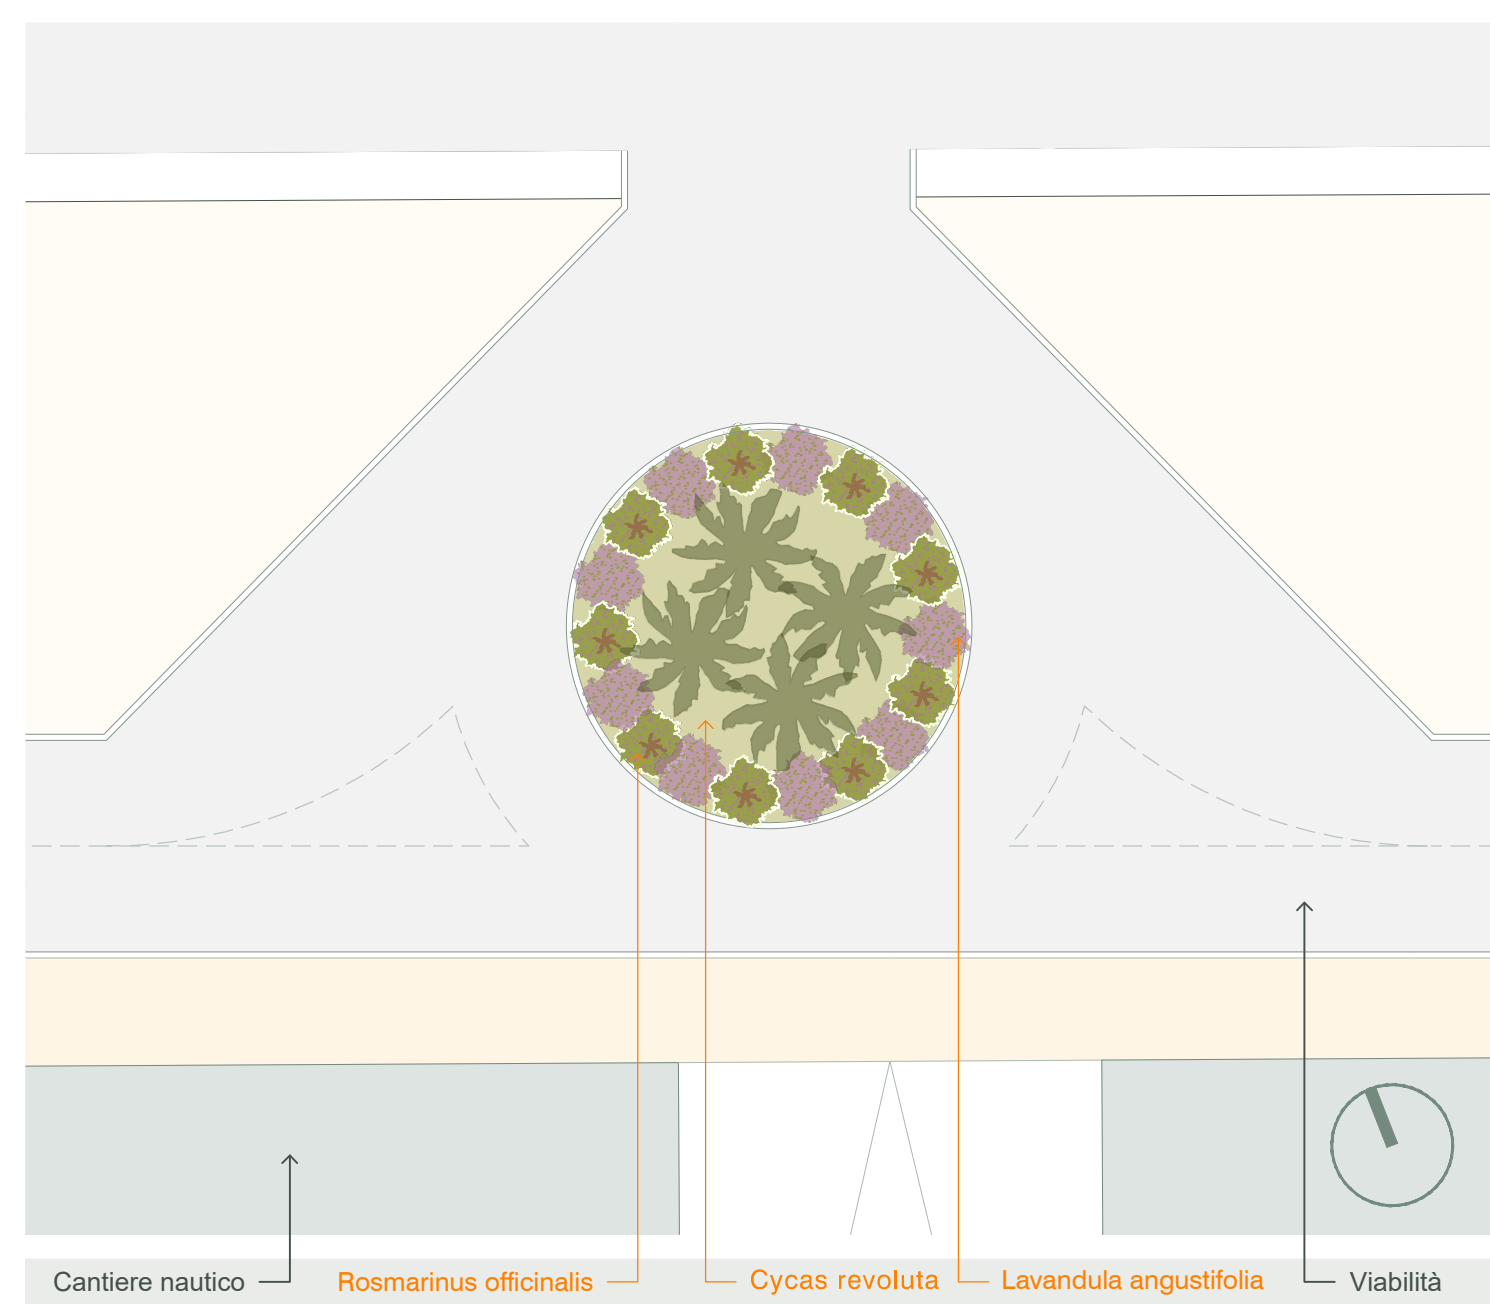 Cantiere nautico
Rosmarinus officinalis
Cycas revoluta
Lavandula angustifolia
Viabilità